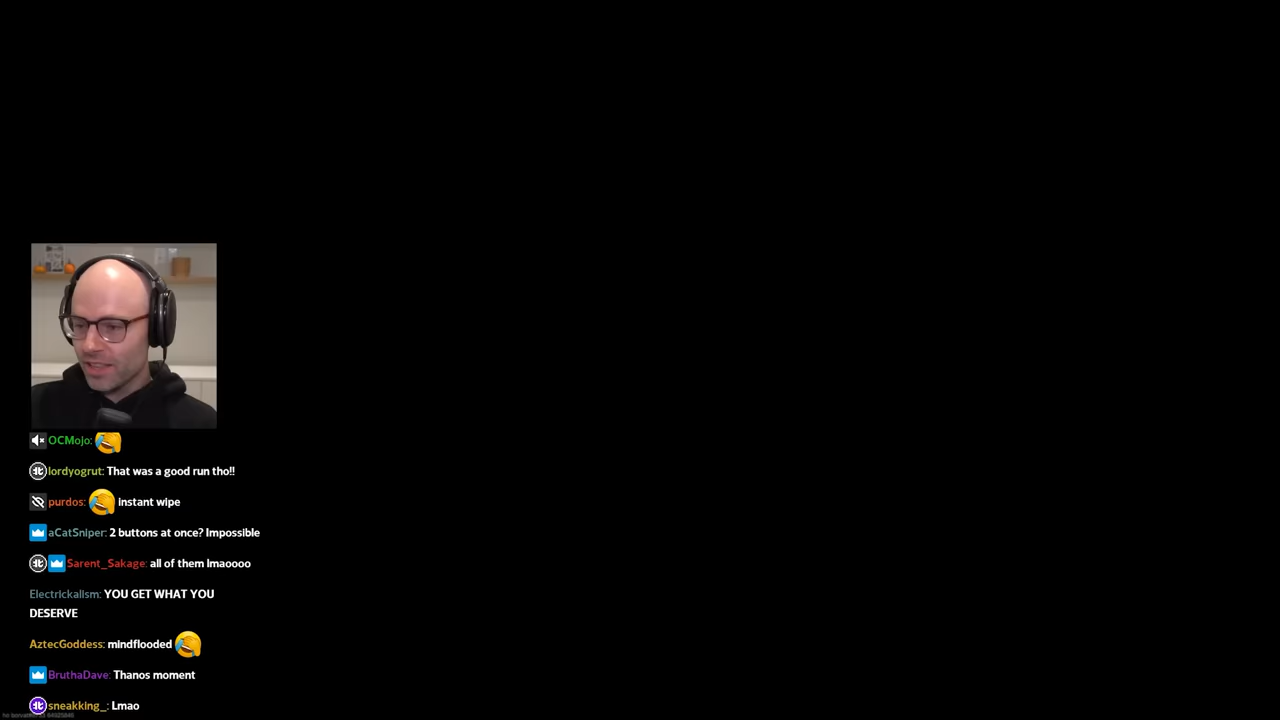 OCMojo:
lordyogrut: That was a good run tho!!
purdos: instant wipe
aCatSniper: 2 buttons at once? Impossible
Sarent_Sakage: all of them lmaoooo
Electrickalism: YOU GET WHAT YOU
DESERVE
AztecGoddess: mindflooded
BruthaDave: Thanos moment
sneakking_: Lmao